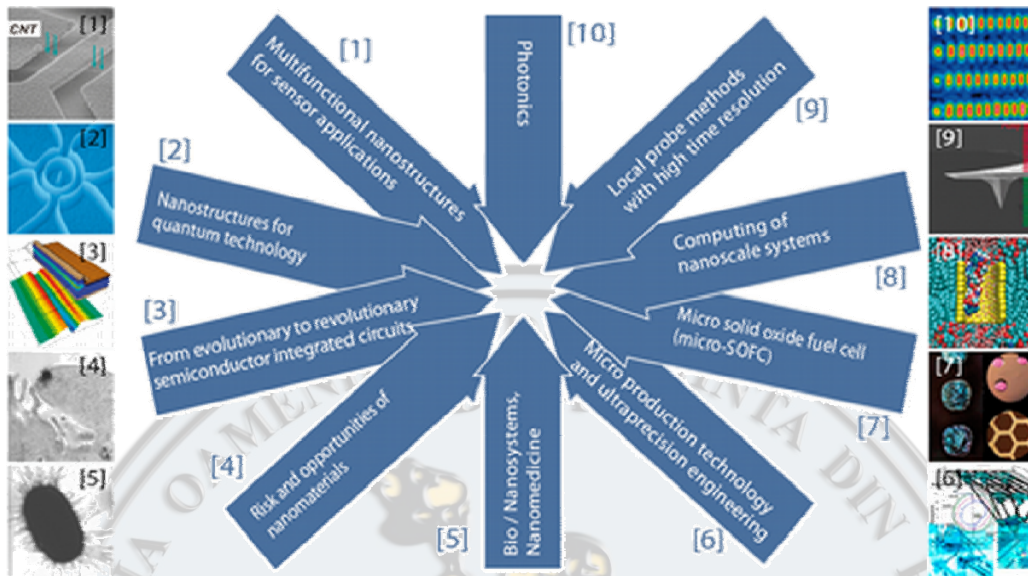 CNT
[1]
[2]
[3]
[4]
[5]
[1]
Multifunctional nanostructures
for sensor applications
[2]
Nanostructures for
quantum technology
[3]
From evolutionary to revolutionary
semiconductor integrated circuits
[4]
Risk and opportunities of
nanomaterials
[5]
Bio / Nanosystems,
Nanomedicine
[6]
Micro production technology
and ultraprecision engineering
[7]
Micro solid oxide fuel cell
(micro-SOFC)
[8]
Computing of
nanoscale systems
[9]
Local probe methods
with high time resolution
[10]
Photonics
[10]
[9]
[8]
[7]
[6]
OAMEN
INTA DIN